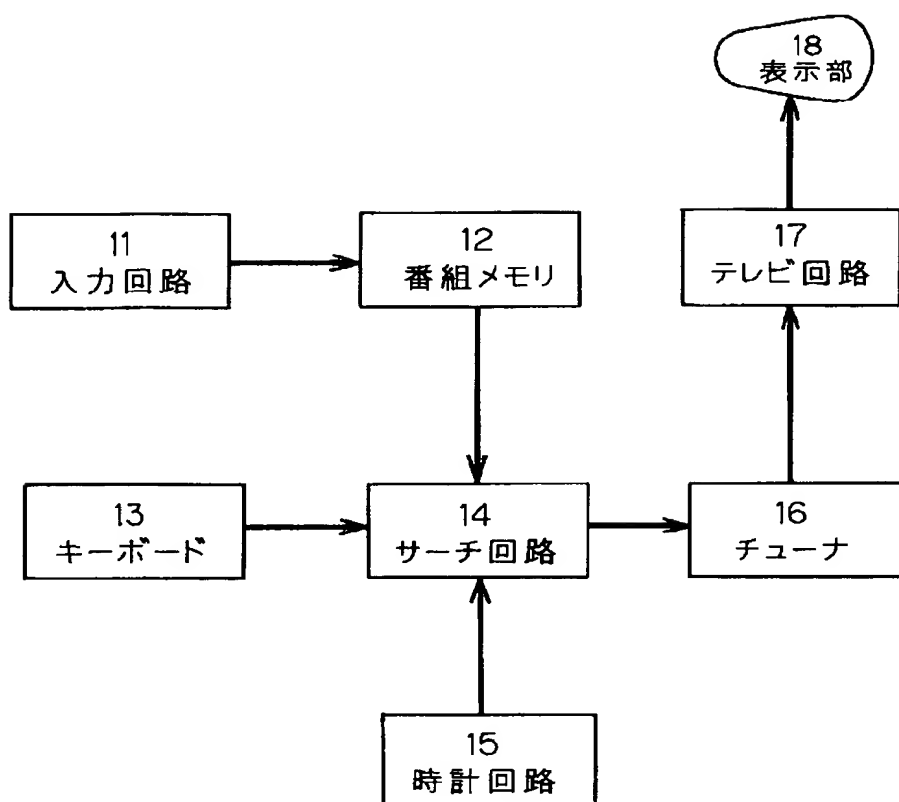 18
表示部
11
入力回路
12
番組メモリ
17
テレビ回路
13
キーボード
14
サーチ回路
16
チューナ
15
時計回路